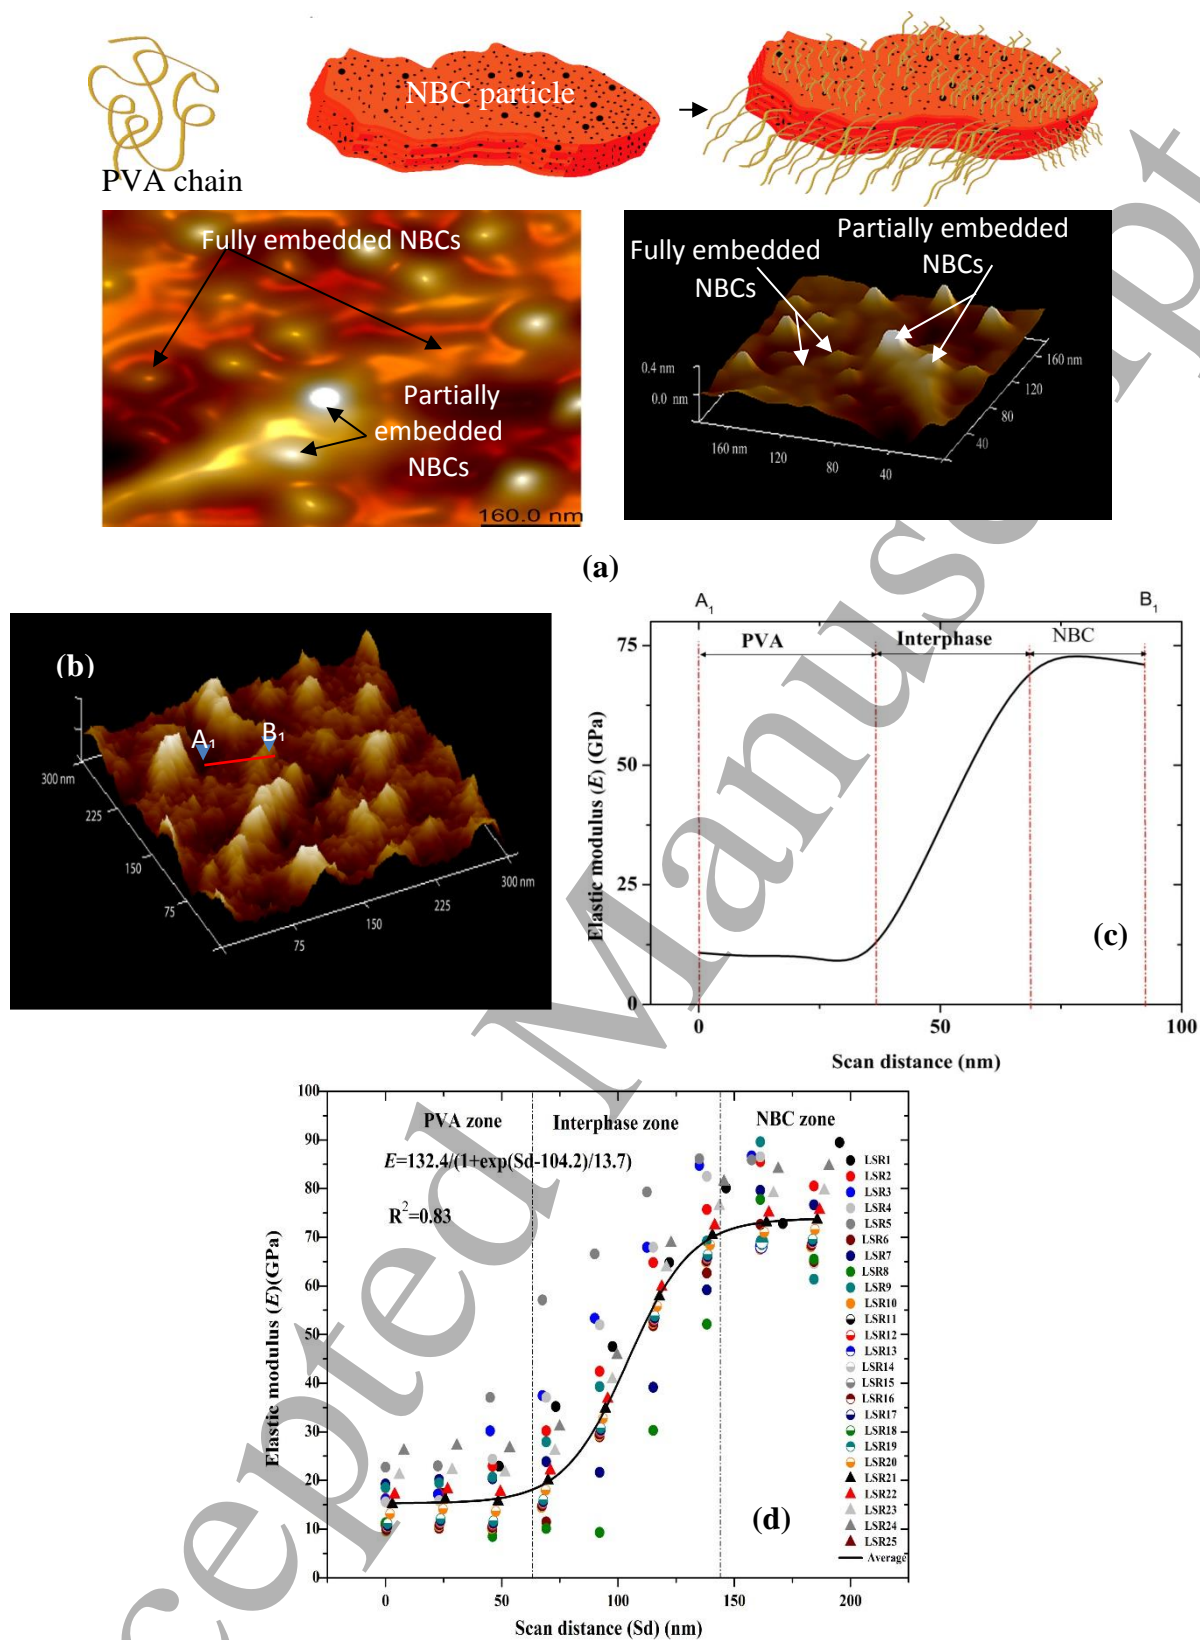 NBC particle
PVA chain
Fully embedded NBCs
Partially
embedded
NBCs
160.0 nm
Fully embedded
NBCs
Partially embedded
NBCs
0.4 nm
0.0 nm
160 nm
120
80
40
160 nm
120
80
40
(a)
(b)
A₁
B₁
300 nm
225
150
75
75
150
225
300 nm
A₁
B₁
PVA
Interphase
NBC
75
50
25
0
Elastic modulus (E) (GPa)
0
50
100
Scan distance (nm)
(c)
100
90
80
70
60
50
40
30
20
10
0
Elastic modulus (E)(GPa)
PVA zone
Interphase zone
NBC zone
E=132.4/(1+exp(Sd-104.2)/13.7)
R²=0.83
LSR1
LSR2
LSR3
LSR4
LSR5
LSR6
LSR7
LSR8
LSR9
LSR10
LSR11
LSR12
LSR13
LSR14
LSR15
LSR16
LSR17
LSR18
LSR19
LSR20
LSR21
LSR22
LSR23
LSR24
LSR25
Average
(d)
0
50
100
150
200
Scan distance (Sd) (nm)
cepted Manuscript